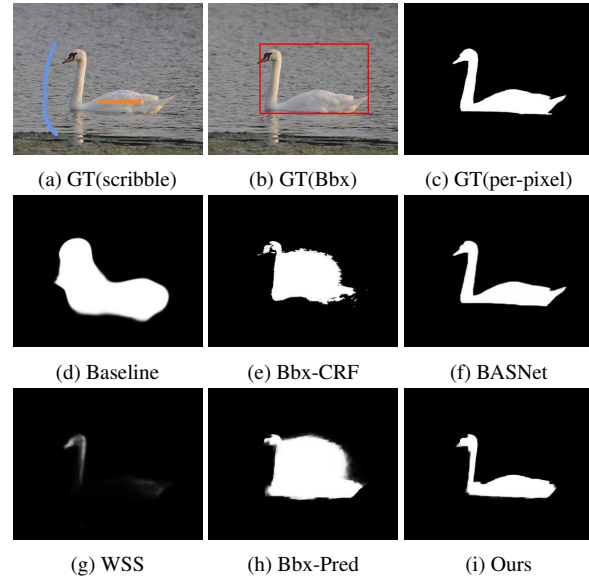 (a) GT(scribble) (b) GT(Bbx) (c) GT(per-pixel)
(d) Baseline (e) Bbx-CRF (f) BASNet
(g) WSS (h) Bbx-Pred (i) Ours